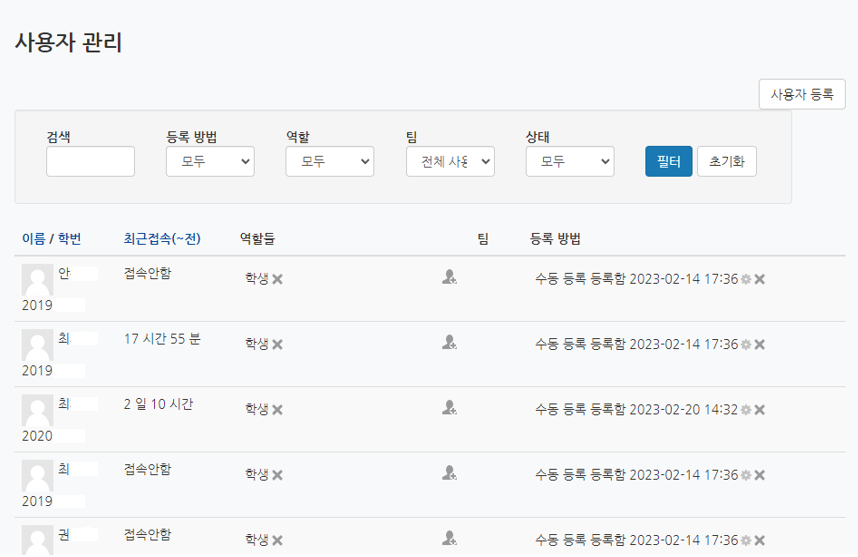 사용자 관리
사용자 등록
검색 등록 방법 역할 팀 상태
모두 모두 전체 사용 모두 필터 초기화
이름 / 학번 최근접속(~전) 역할들 팀 등록 방법
안 접속안함 학생 수동 등록 등록함 2023-02-14 17:36
2019
최 17 시간 55 분 학생 수동 등록 등록함 2023-02-14 17:36
2019
최 2 일 10 시간 학생 수동 등록 등록함 2023-02-20 14:32
2020
최 접속안함 학생 수동 등록 등록함 2023-02-14 17:36
2019
권 접속안함 학생 수동 등록 등록함 2023-02-14 17:36